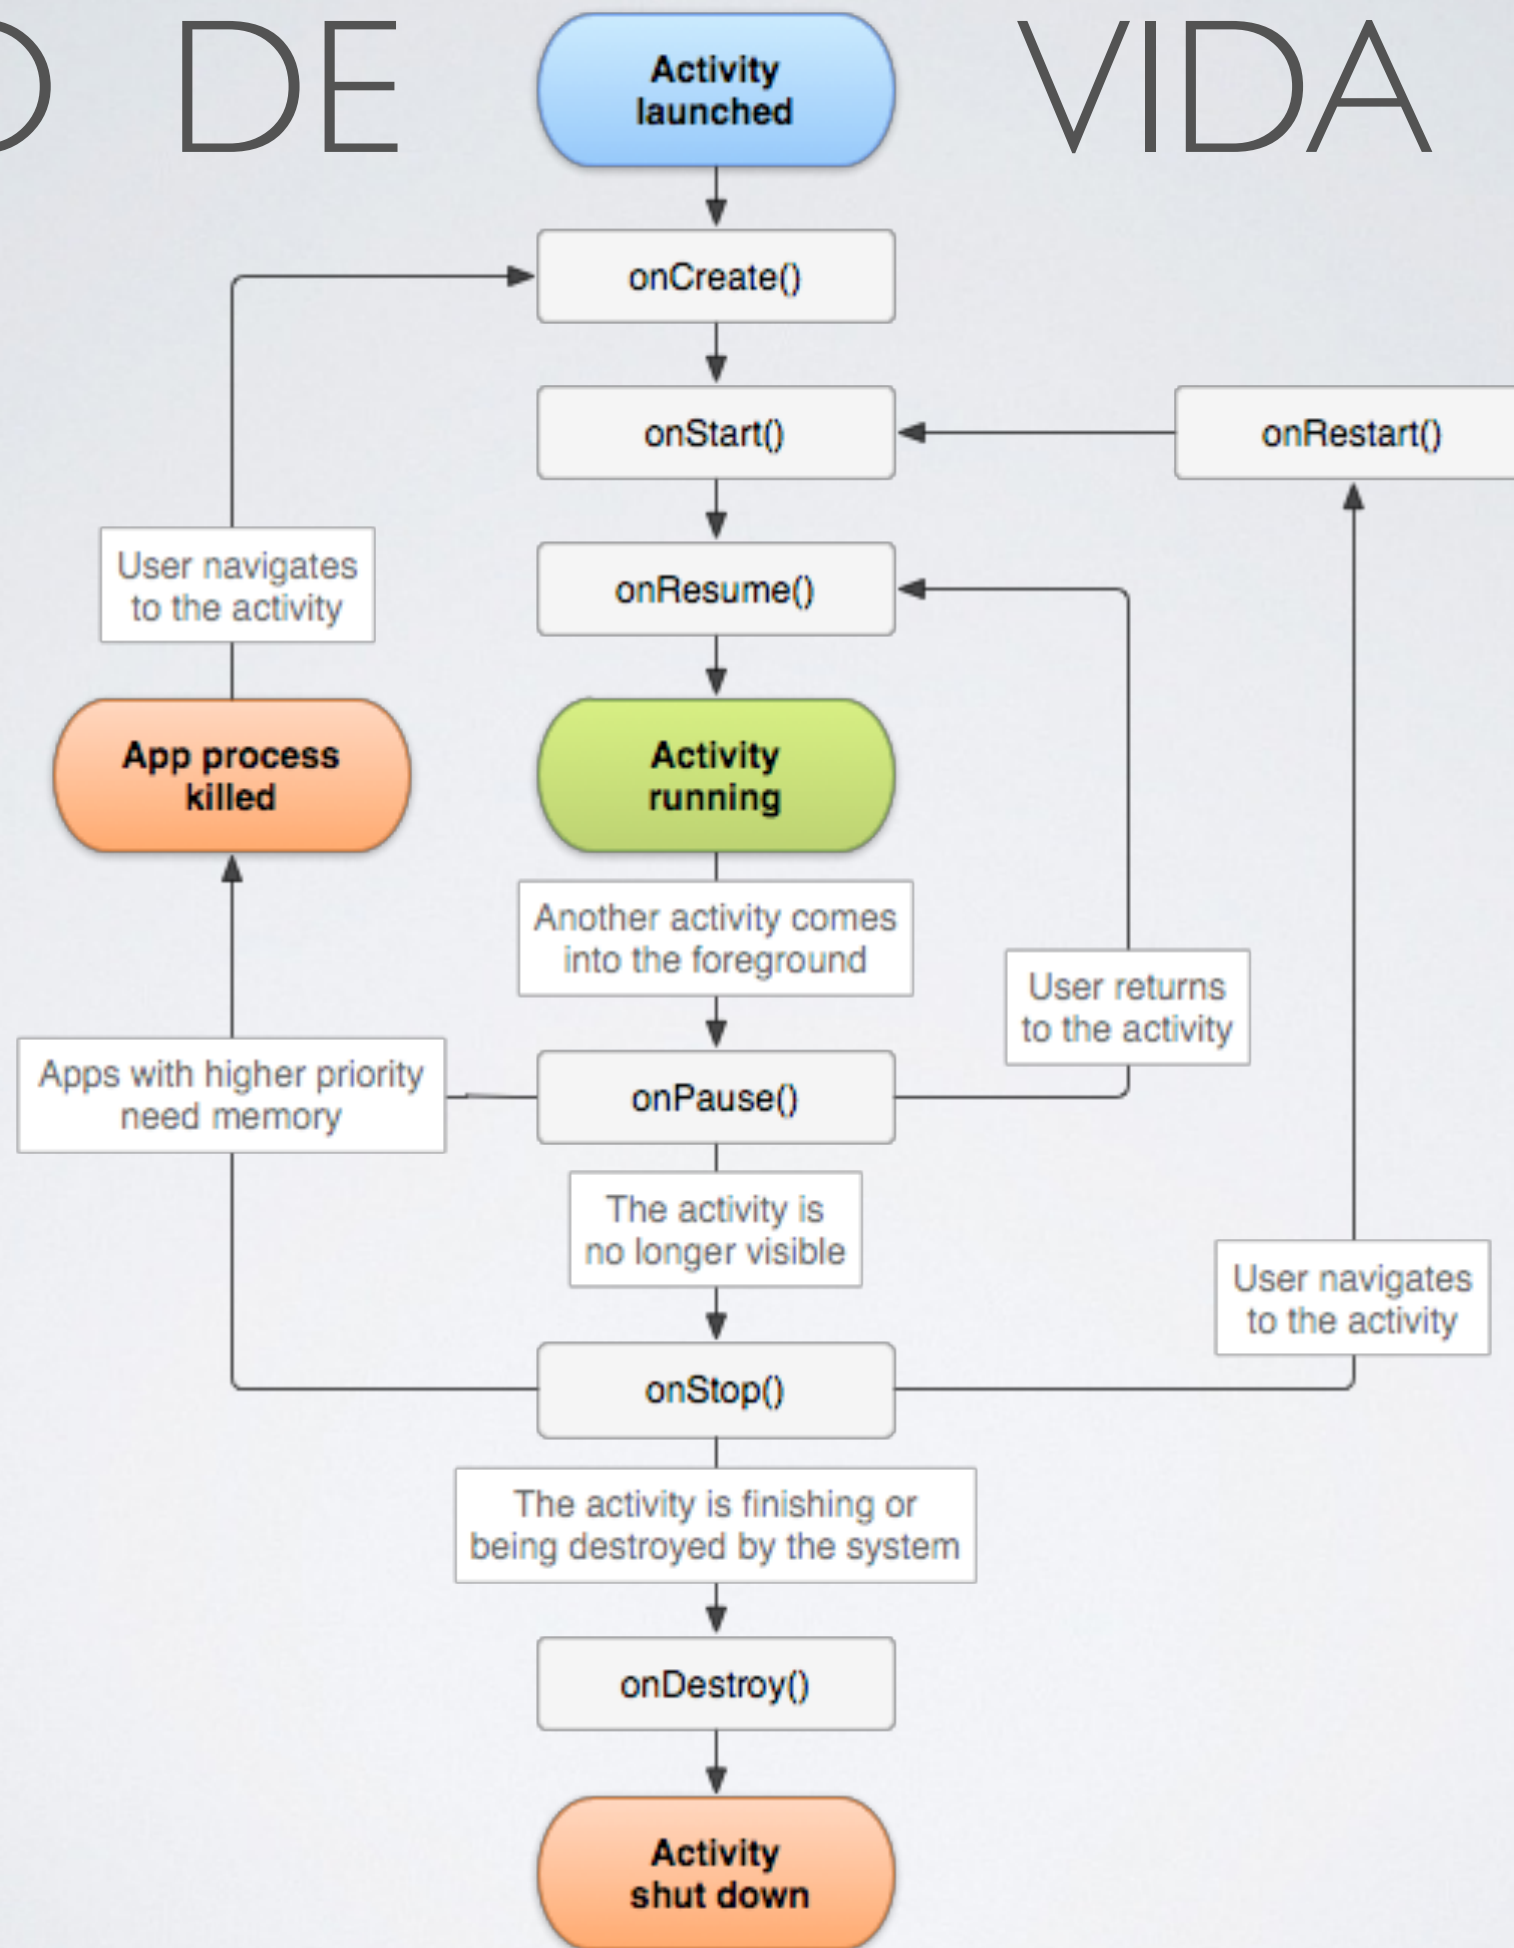 O DE VIDA
Activity
launched
onCreate()
onStart()
onRestart()
User navigates
to the activity
onResume()
App process
killed
Activity
running
Another activity comes
into the foreground
User returns
to the activity
Apps with higher priority
need memory
onPause()
The activity is
no longer visible
User navigates
to the activity
onStop()
The activity is finishing or
being destroyed by the system
onDestroy()
Activity
shut down